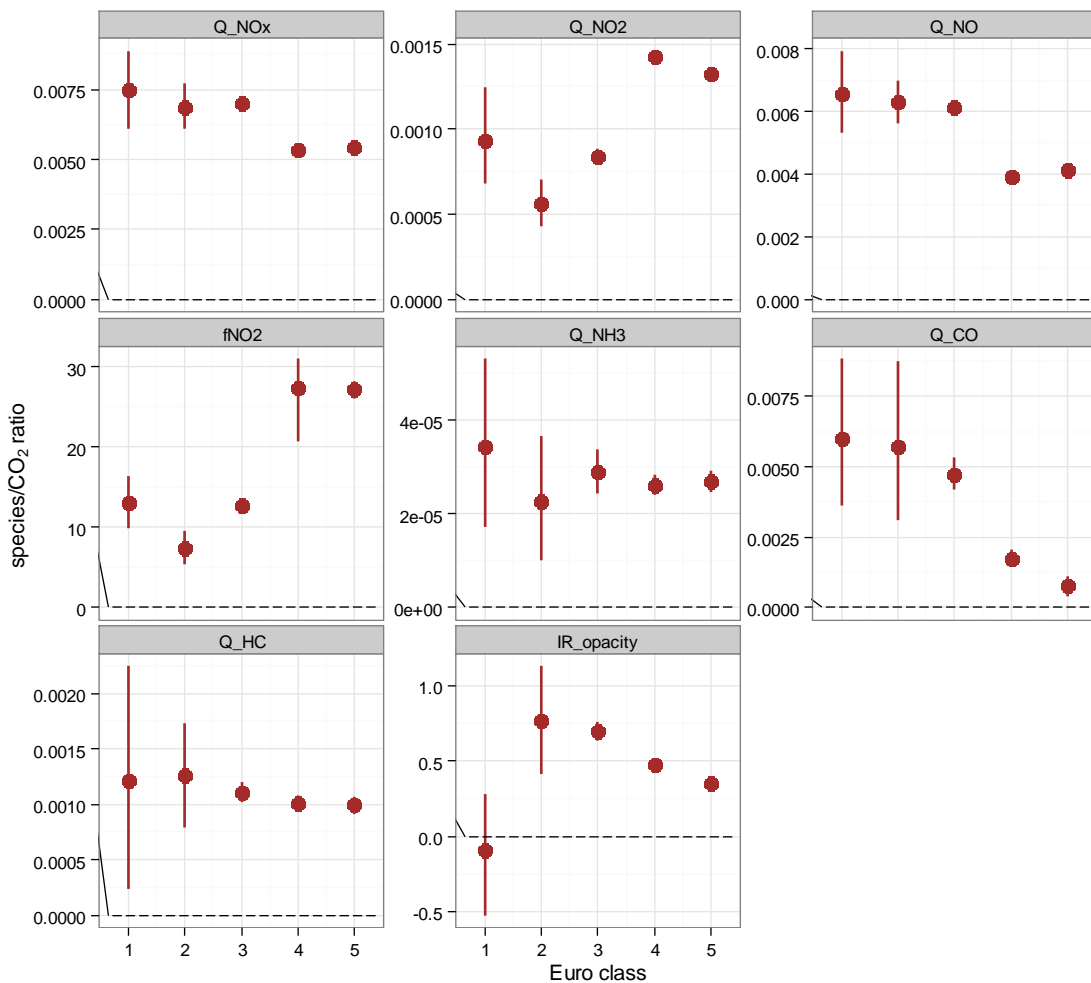 Q_NOx
Q_NO2
Q_NO
0.0075
0.0050
0.0025
0.0000
0.0015
0.0010
0.0005
0.0000
0.008
0.006
0.004
0.002
0.000
fNO2
Q_NH3
Q_CO
30
20
10
0
4e-05
2e-05
0e+00
0.0075
0.0050
0.0025
0.0000
species/CO₂ ratio
Q_HC
IR_opacity
0.0020
0.0015
0.0010
0.0005
0.0000
1.0
0.5
0.0
-0.5
1 2 3 4 5
1 2 3 4 5
Euro class